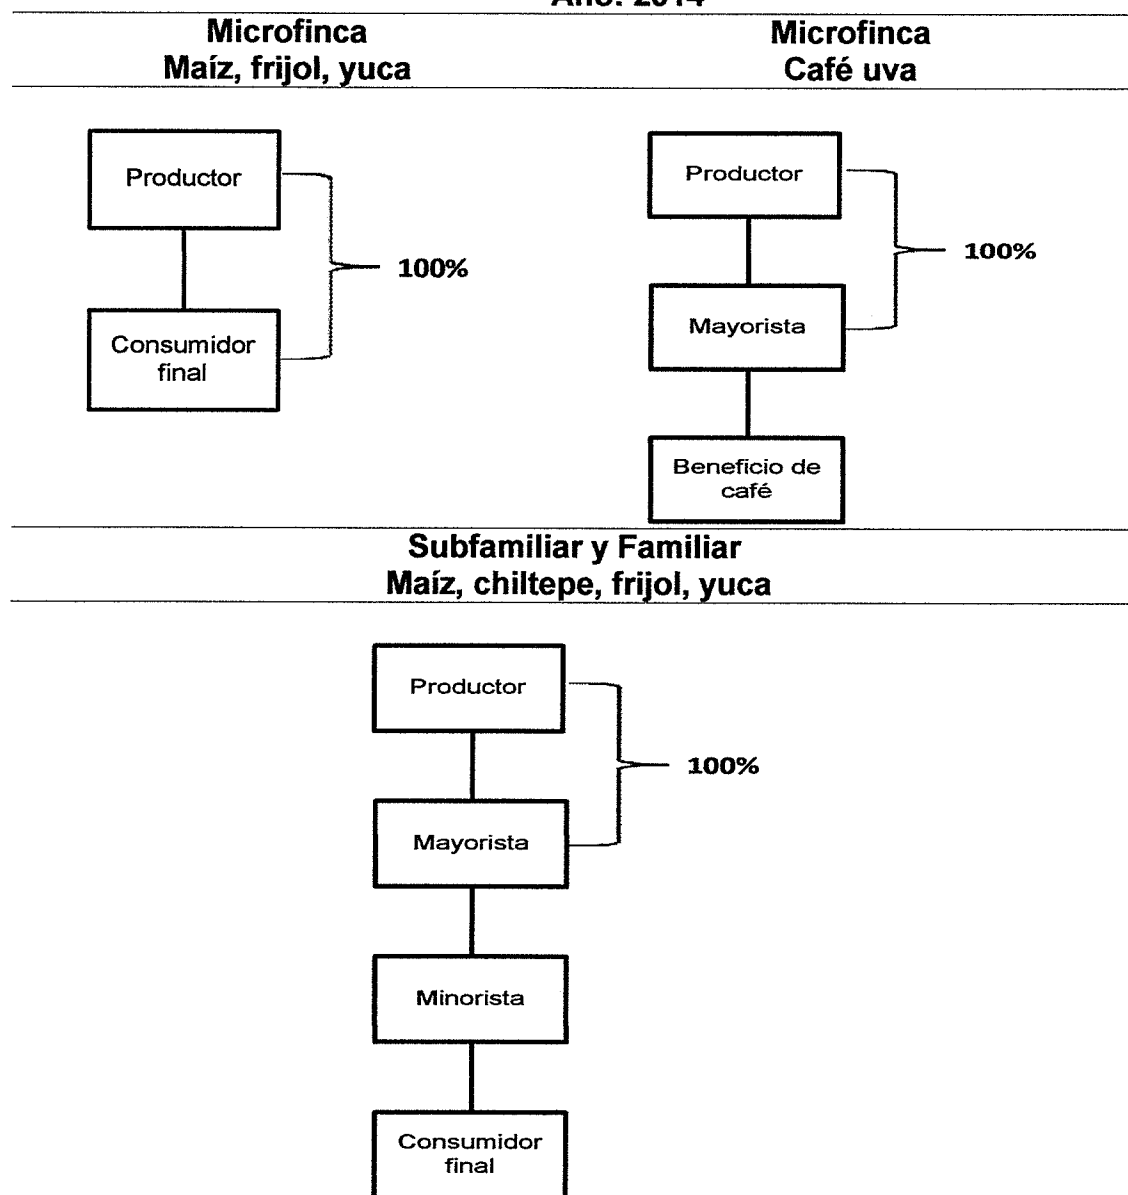 Microfinca
Maíz, frijol, yuca
Productor
100%
Consumidor
final
Microfinca
Café uva
Productor
100%
Mayorista
Beneficio de
café
Subfamiliar y Familiar
Maíz, chiltepe, frijol, yuca
Productor
100%
Mayorista
Minorista
Consumidor
final